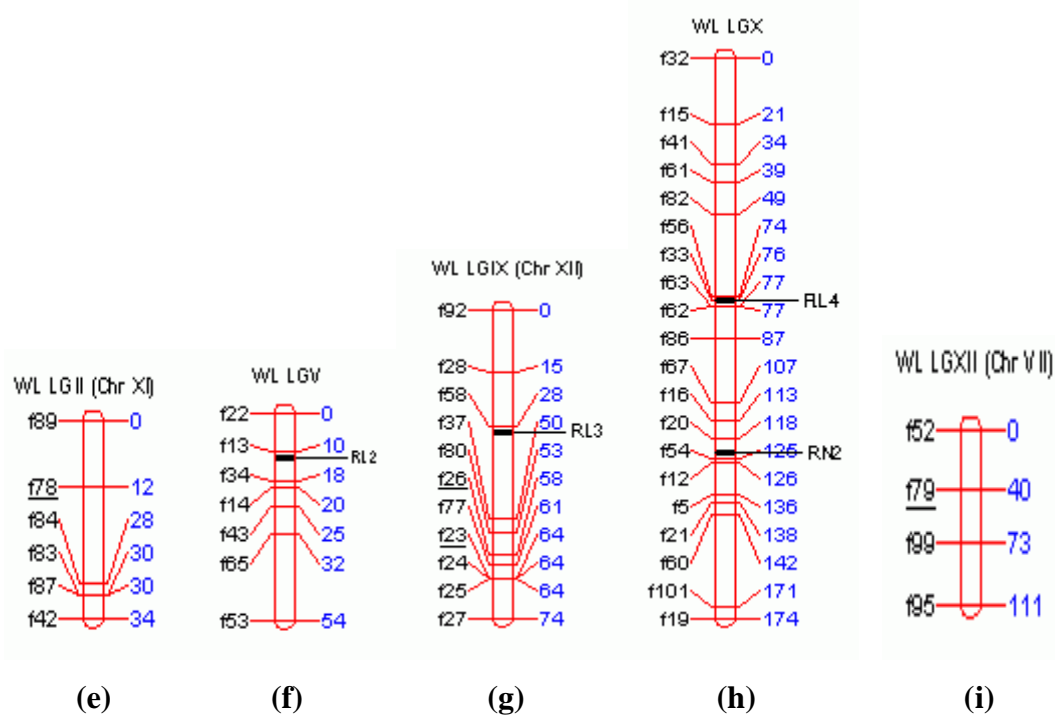 WL LGII (Chr XI)
f89 0
f78 12
f84 28
f83 30
f87 30
f42 34
(e)
WL LGV
f22 0
f13 10
RL2
f34 18
f14 20
f43 25
f65 32
f53 54
(f)
WL LGIX (Chr XII)
f92 0
f28 15
f58 28
RL3
f37 50
f80 53
f26 58
f77 61
f23 64
f24 64
f25 64
f27 74
(g)
WL LGX
f32 0
f15 21
f41 34
f61 39
f82 49
f56 74
f33 76
f63 77
RL4
f62 77
f86 87
f67 107
f16 113
f20 118
f54 125
RN2
f12 126
f5 136
f21 138
f60 142
f101 171
f19 174
(h)
WL LGXII (Chr VII)
f52 0
f79 40
f99 73
f95 111
(i)